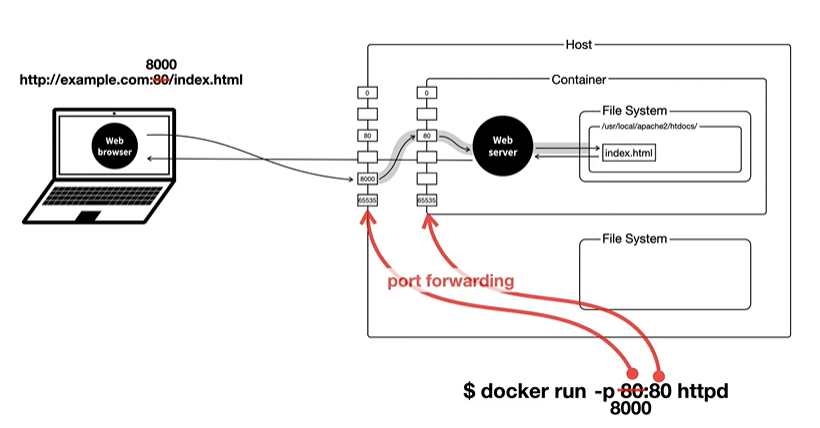 8000
http://example.com:80/index.html
Web
browser
Host
0
80
8000
65535
Container
0
80
65535
Web
server
File System
/usr/local/apache2/htdocs/
index.html
File System
port forwarding
$ docker run -p 80:80 httpd
8000